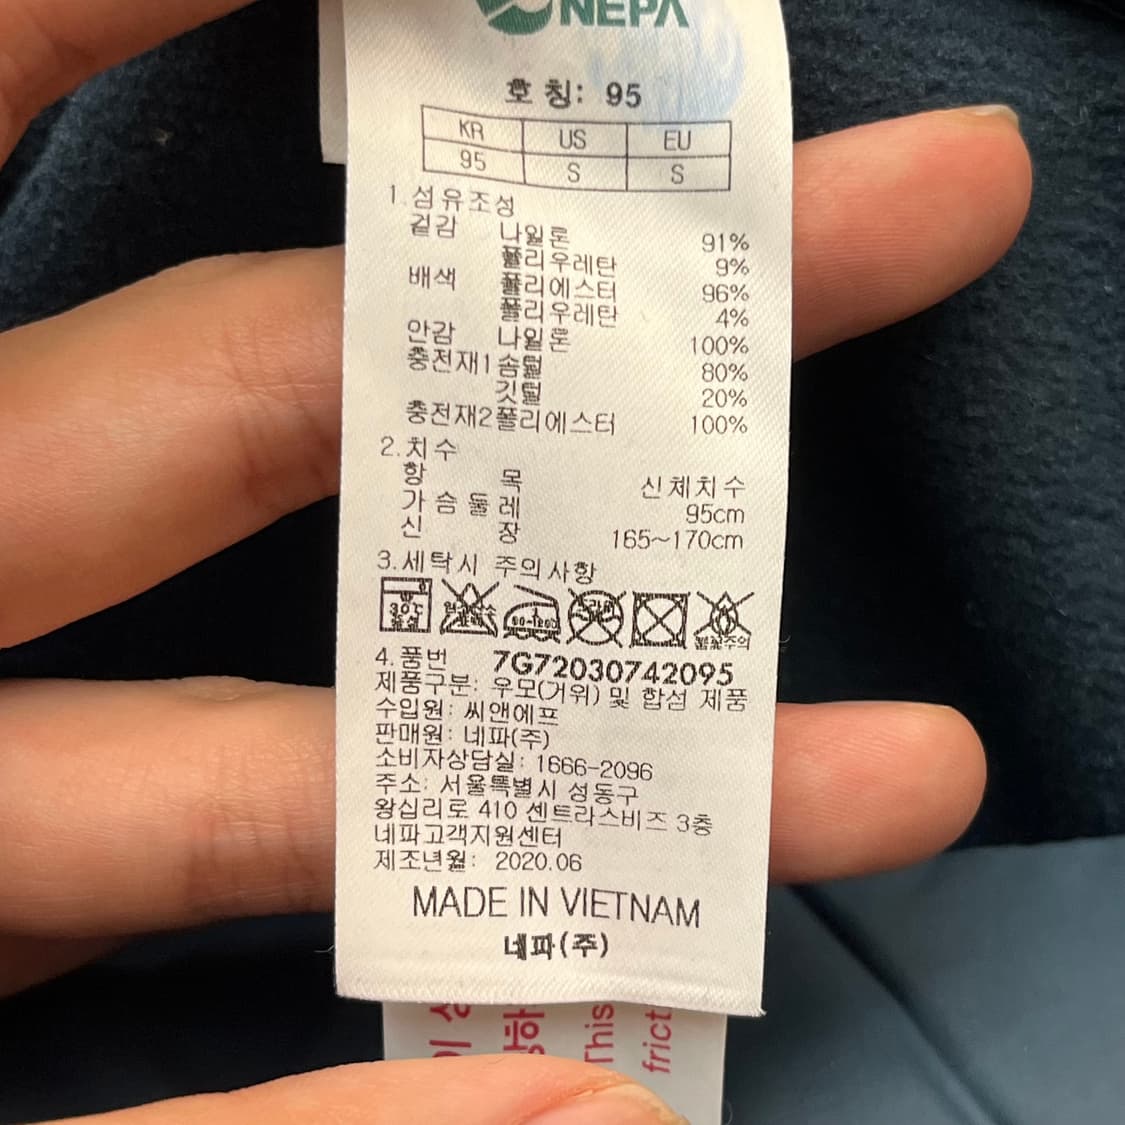 NEPA
호 칭: 95
KR US EU
95 S S
1.섬유조성
겉감 나일론 91%
폴리우레탄 9%
배색 폴리에스터 96%
폴리우레탄 4%
안감 나일론 100%
충전재1 솜털 80%
깃털 20%
충전재2 폴리에스터 100%
2.치수
항 목 신체치수
가슴둘레 95cm
신 장 165~170cm
3.세탁시 주의사항
30℃
80~120℃
드라이
4.품번 7G72030742095
제품구분: 우모(거위) 및 합성 제품
수입원: 씨앤에프
판매원: 네파(주)
소비자상담실: 1666-2096
주소: 서울특별시 성동구
왕십리로 410 센트라스비즈 3층
네파고객지원센터
제조년월: 2020.06
MADE IN VIETNAM
네파(주)
This